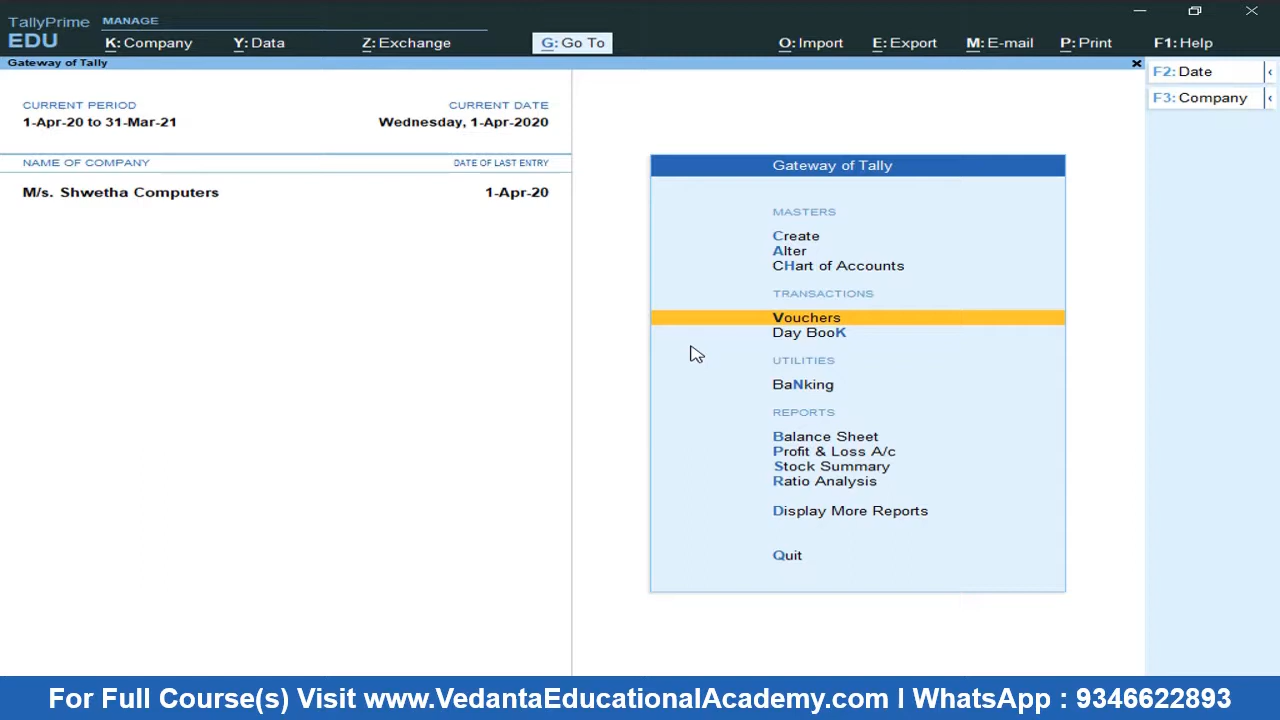 TallyPrime MANAGE
EDU K: Company Y: Data Z: Exchange G: Go To O: Import E: Export M: E-mail P: Print F1: Help
Gateway of Tally
F2: Date
F3: Company
CURRENT PERIOD CURRENT DATE
1-Apr-20 to 31-Mar-21 Wednesday, 1-Apr-2020
NAME OF COMPANY DATE OF LAST ENTRY
M/s. Shwetha Computers 1-Apr-20
Gateway of Tally
MASTERS
Create
Alter
CHart of Accounts
TRANSACTIONS
Vouchers
Day BooK
UTILITIES
BaNking
REPORTS
Balance Sheet
Profit & Loss A/c
Stock Summary
Ratio Analysis
Display More Reports
Quit
For Full Course(s) Visit www.VedantaEducationalAcademy.com I WhatsApp : 9346622893